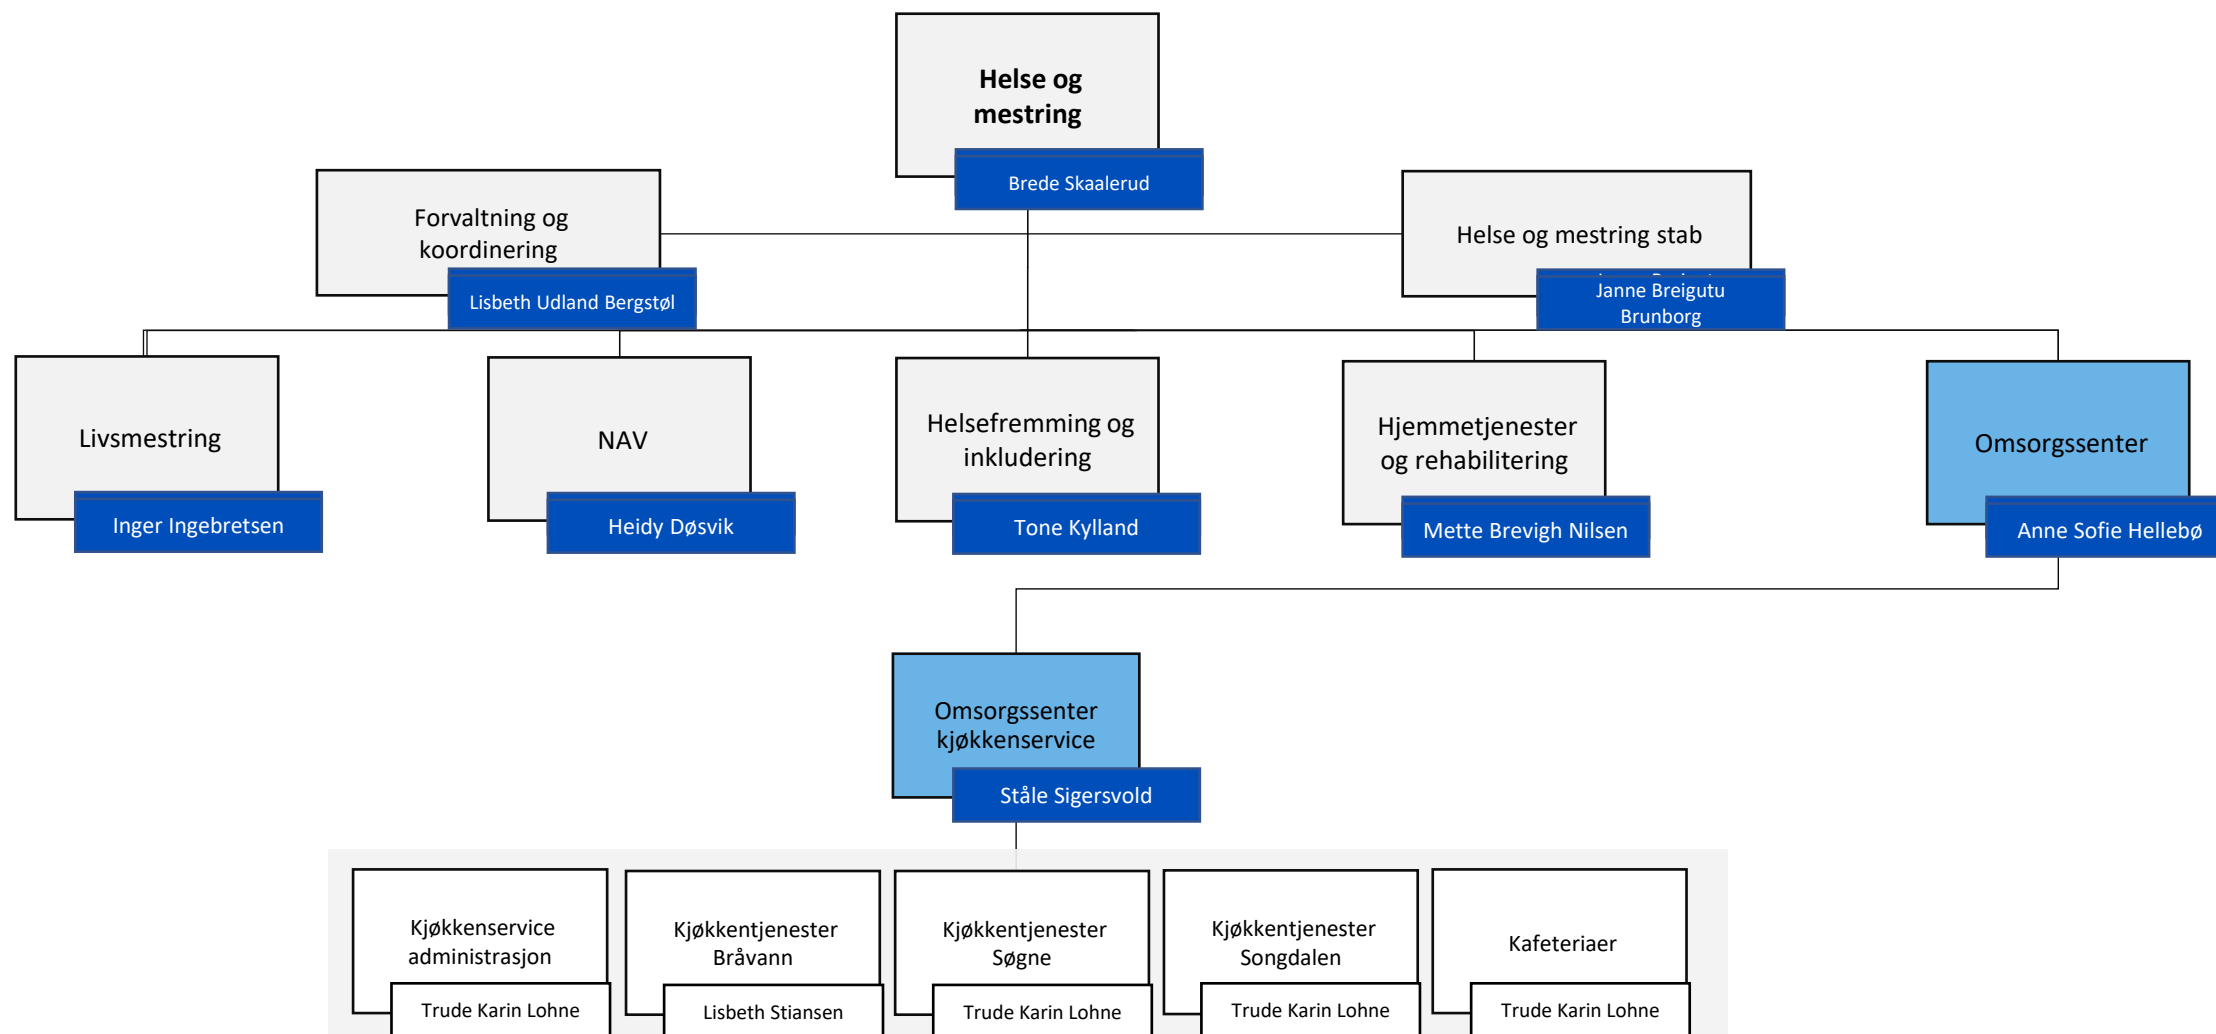 Helse og
mestring
Brede Skaalerud
Forvaltning og
koordinering
Lisbeth Udland Bergstøl
Helse og mestring stab
Janne Breigutu
Brunborg
Livsmestring
Inger Ingebretsen
NAV
Heidy Døsvik
Helsefremming og
inkludering
Tone Kylland
Hjemmetjenester
og rehabilitering
Mette Brevigh Nilsen
Omsorgssenter
Anne Sofie Hellebø
Omsorgssenter
kjøkkenservice
Ståle Sigersvold
Kjøkkenservice
administrasjon
Trude Karin Lohne
Kjøkkentjenester
Bråvann
Lisbeth Stiansen
Kjøkkentjenester
Søgne
Trude Karin Lohne
Kjøkkentjenester
Songdalen
Trude Karin Lohne
Kafeteriaer
Trude Karin Lohne